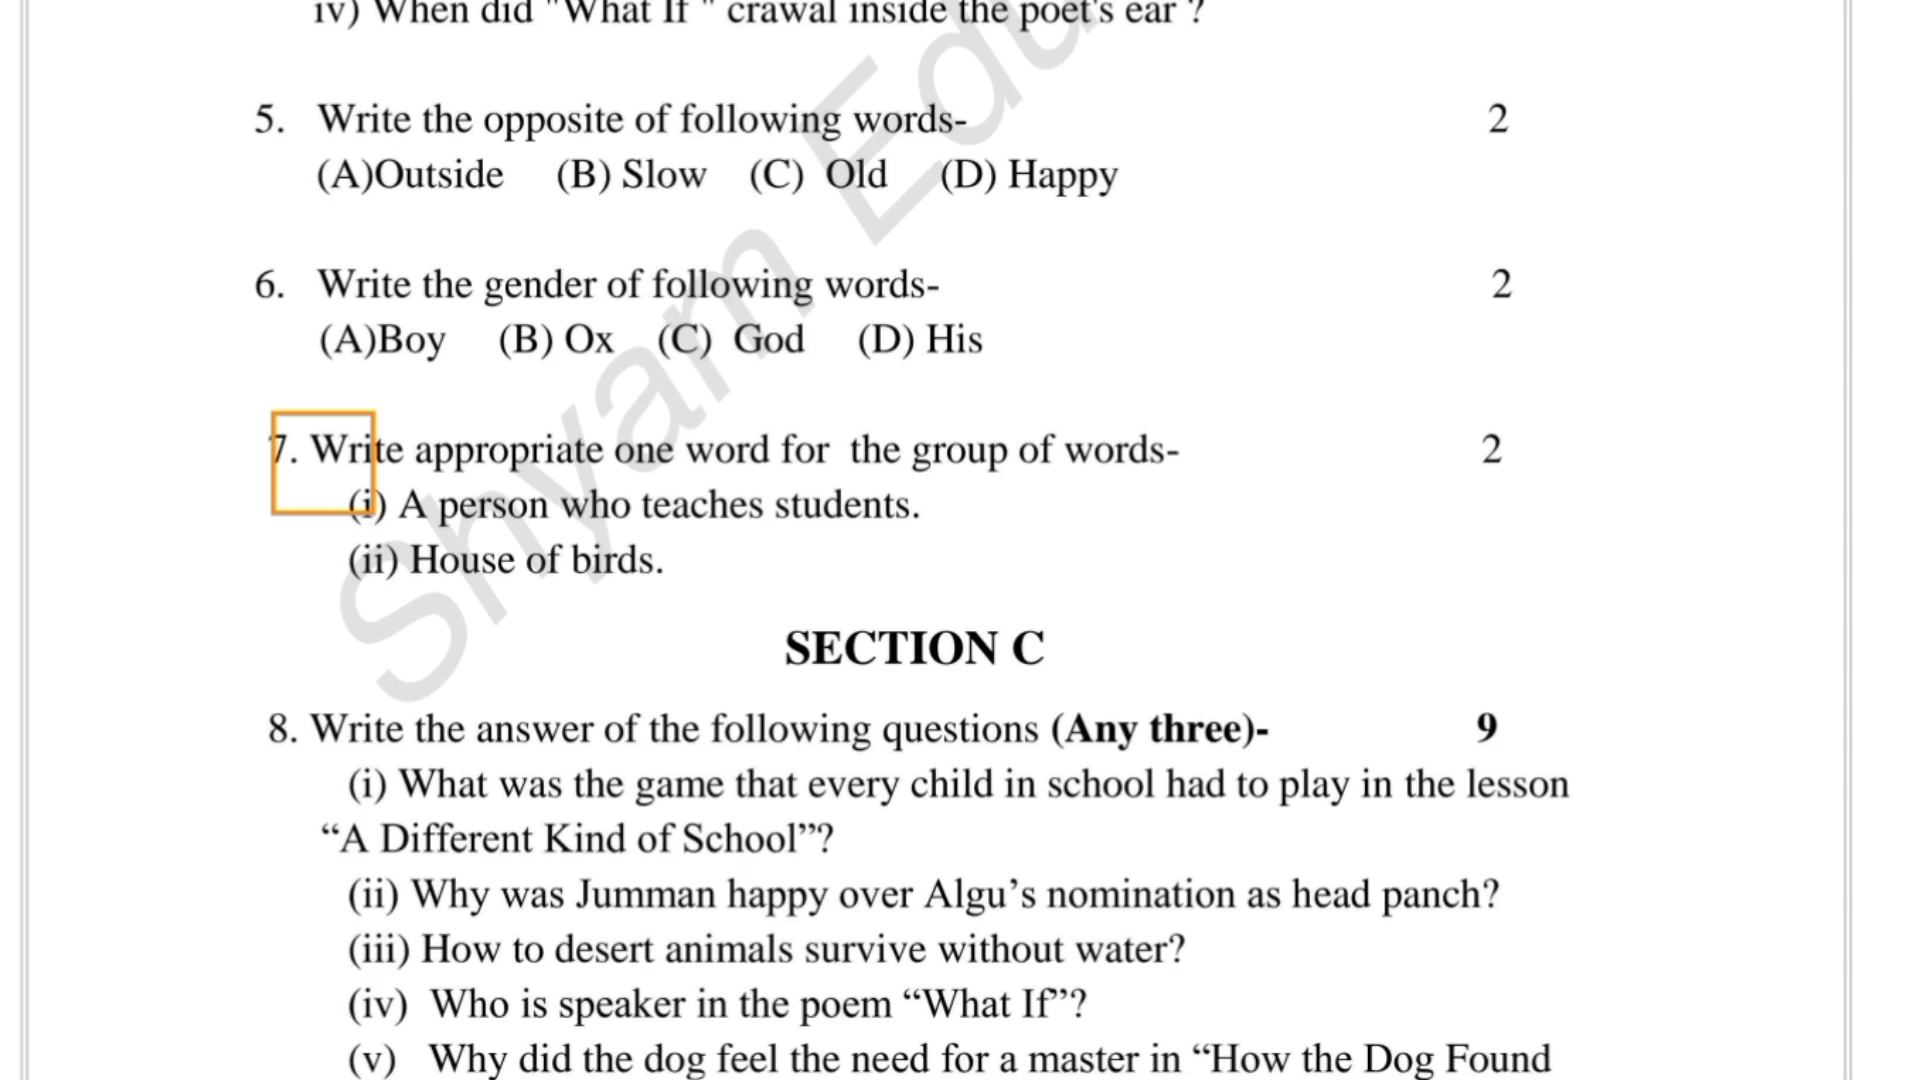 iv) When did "What If " crawal inside the poet's ear ?
5. Write the opposite of following words- 2
(A)Outside (B) Slow (C) Old (D) Happy
6. Write the gender of following words- 2
(A)Boy (B) Ox (C) God (D) His
7. Write appropriate one word for the group of words- 2
(i) A person who teaches students.
(ii) House of birds.
SECTION C
8. Write the answer of the following questions (Any three)- 9
(i) What was the game that every child in school had to play in the lesson
“A Different Kind of School”?
(ii) Why was Jumman happy over Algu’s nomination as head panch?
(iii) How to desert animals survive without water?
(iv) Who is speaker in the poem “What If”?
(v) Why did the dog feel the need for a master in “How the Dog Found
Shyam Edu